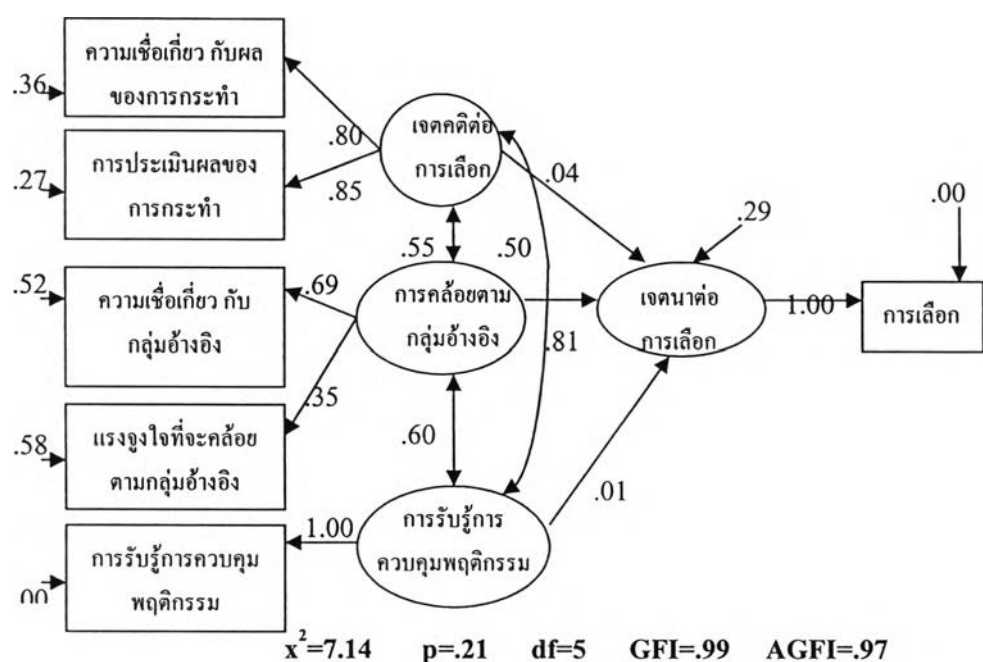 ความเชื่อเกี่ยว กับผล
ของการกระทำ
.36
การประเมินผลของ
การกระทำ
.27
ความเชื่อเกี่ยว กับ
กลุ่มอ้างอิง
.52
แรงจูงใจที่จะคล้อย
ตามกลุ่มอ้างอิง
.58
การรับรู้การควบคุม
พฤติกรรม
.00
.80
.85
.69
.35
1.00
เจตคติต่อ
การเลือก
.55
การคล้อยตาม
กลุ่มอ้างอิง
.60
การรับรู้การ
ควบคุมพฤติกรรม
.04
.50
.81
.01
.29
เจตนาต่อ
การเลือก
1.00
.00
การเลือก
x²=7.14 p=.21 df=5 GFI=.99 AGFI=.97